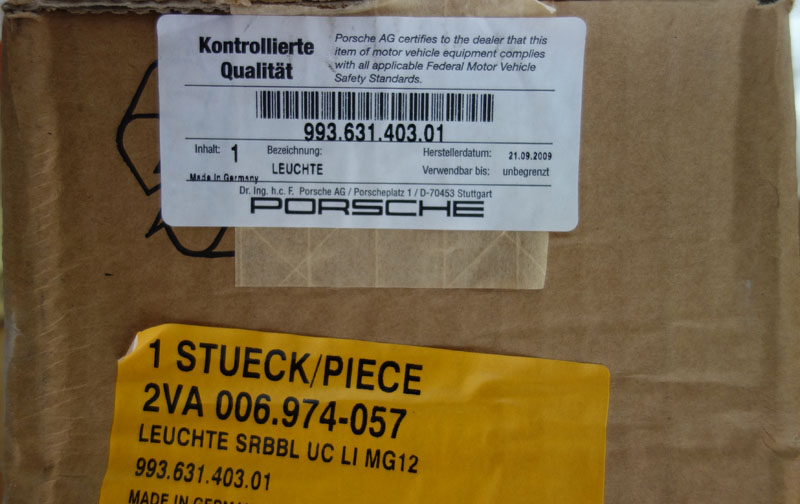 Kontrollierte
Qualität
Porsche AG certifies to the dealer that this
item of motor vehicle equipment complies
with all applicable Federal Motor Vehicle
Safety Standards.
993.631.403.01
Inhalt: 1 Bezeichnung: Herstellerdatum: 21.09.2009
LEUCHTE Verwendbar bis: unbegrenzt
Made in Germany
Dr. Ing. h.c. F. Porsche AG / Porscheplatz 1 / D-70453 Stuttgart
PORSCHE
1 STUECK/PIECE
2VA 006.974-057
LEUCHTE SRBBL UC LI MG12
993.631.403.01
MADE IN GERMAN